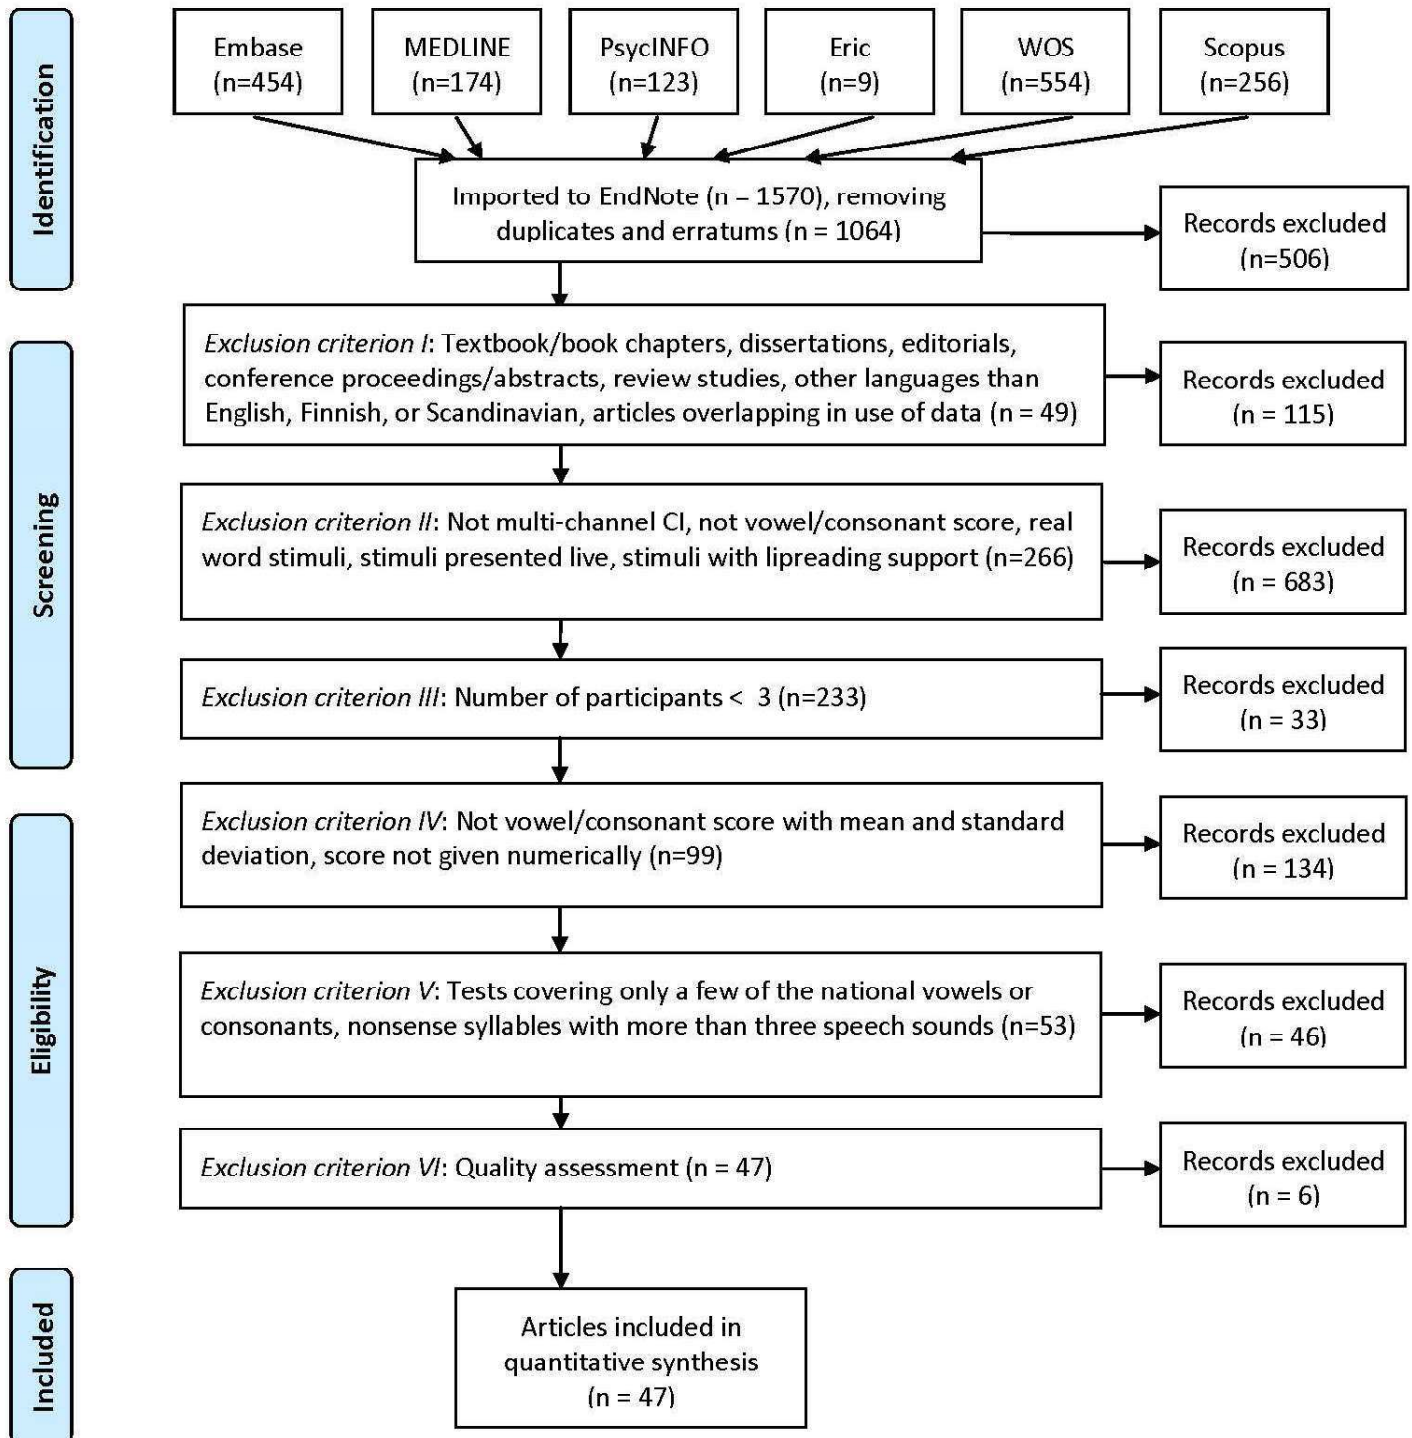 Identification
Embase
(n=454)
MEDLINE
(n=174)
PsycINFO
(n=123)
Eric
(n=9)
WOS
(n=554)
Scopus
(n=256)
Imported to EndNote (n – 1570), removing
duplicates and erratums (n = 1064)
Records excluded
(n=506)
Screening
Exclusion criterion I: Textbook/book chapters, dissertations, editorials,
conference proceedings/abstracts, review studies, other languages than
English, Finnish, or Scandinavian, articles overlapping in use of data (n = 49)
Records excluded
(n = 115)
Exclusion criterion II: Not multi-channel CI, not vowel/consonant score, real
word stimuli, stimuli presented live, stimuli with lipreading support (n=266)
Records excluded
(n = 683)
Exclusion criterion III: Number of participants < 3 (n=233)
Records excluded
(n = 33)
Eligibility
Exclusion criterion IV: Not vowel/consonant score with mean and standard
deviation, score not given numerically (n=99)
Records excluded
(n = 134)
Exclusion criterion V: Tests covering only a few of the national vowels or
consonants, nonsense syllables with more than three speech sounds (n=53)
Records excluded
(n = 46)
Exclusion criterion VI: Quality assessment (n = 47)
Records excluded
(n = 6)
Included
Articles included in
quantitative synthesis
(n = 47)